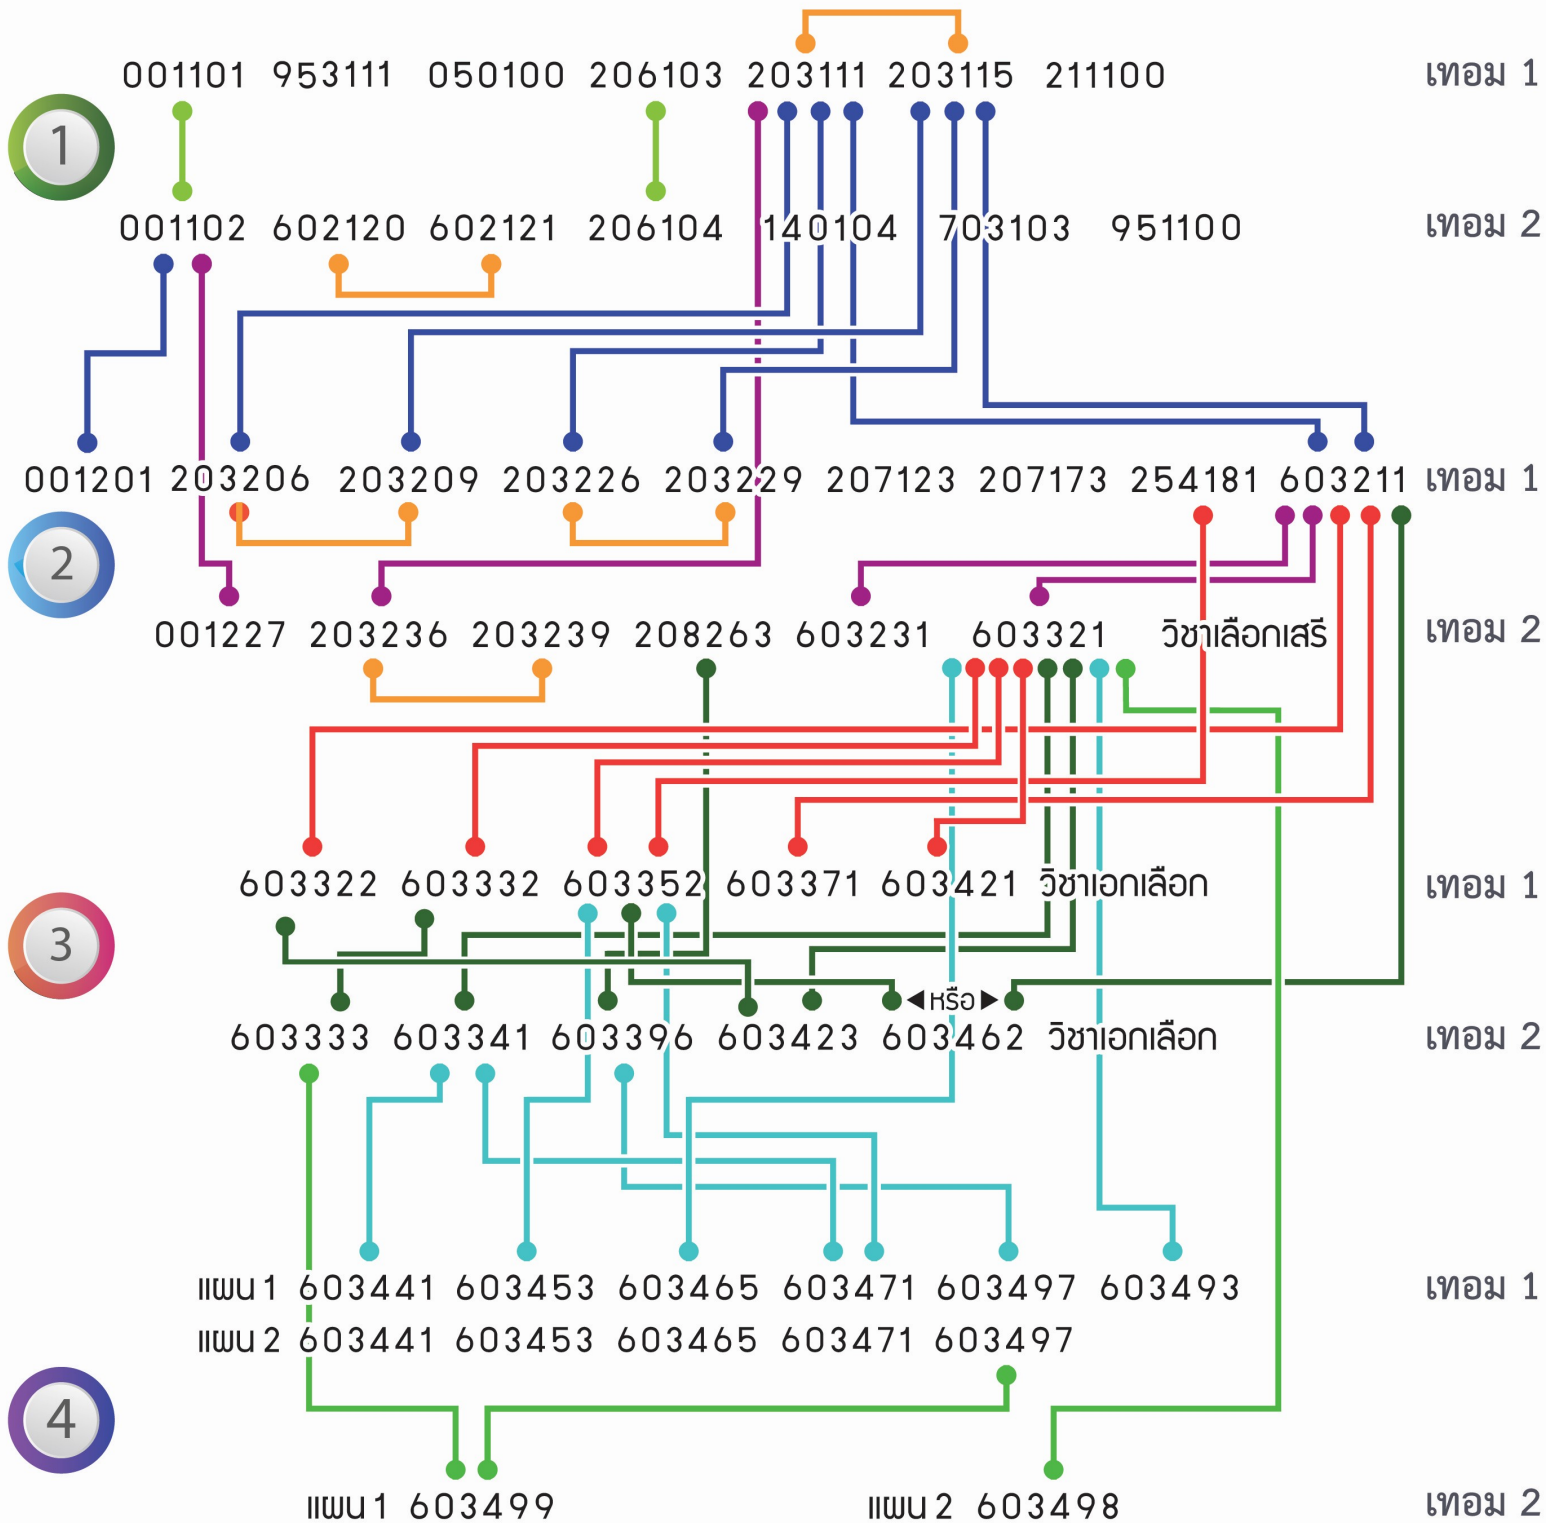 001101 953111 050100 206103 203111 203115 211100 เทอม 1
1
001102 602120 602121 206104 140104 703103 951100 เทอม 2
001201 203206 203209 203226 203229 207123 207173 254181 603211 เทอม 1
2
001227 203236 203239 208263 603231 603321 วิชาเลือกเสรี เทอม 2
603322 603332 603352 603371 603421 วิชาเอกเลือก เทอม 1
3
◀หรือ▶
603333 603341 603396 603423 603462 วิชาเอกเลือก เทอม 2
แผน 1 603441 603453 603465 603471 603497 603493 เทอม 1
แผน 2 603441 603453 603465 603471 603497
4
แผน 1 603499 แผน 2 603498 เทอม 2